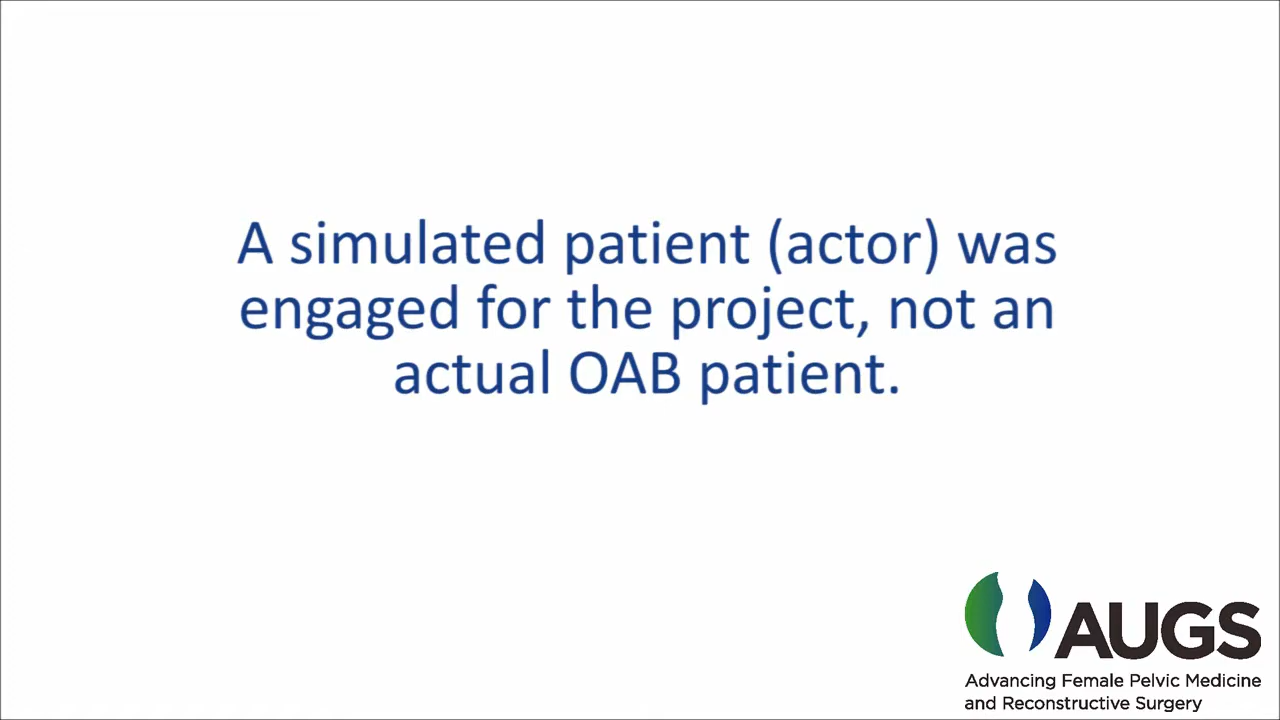 A simulated patient (actor) was
engaged for the project, not an
actual OAB patient.
AUGS
Advancing Female Pelvic Medicine
and Reconstructive Surgery